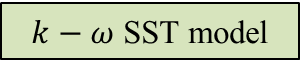 k − ω SST model